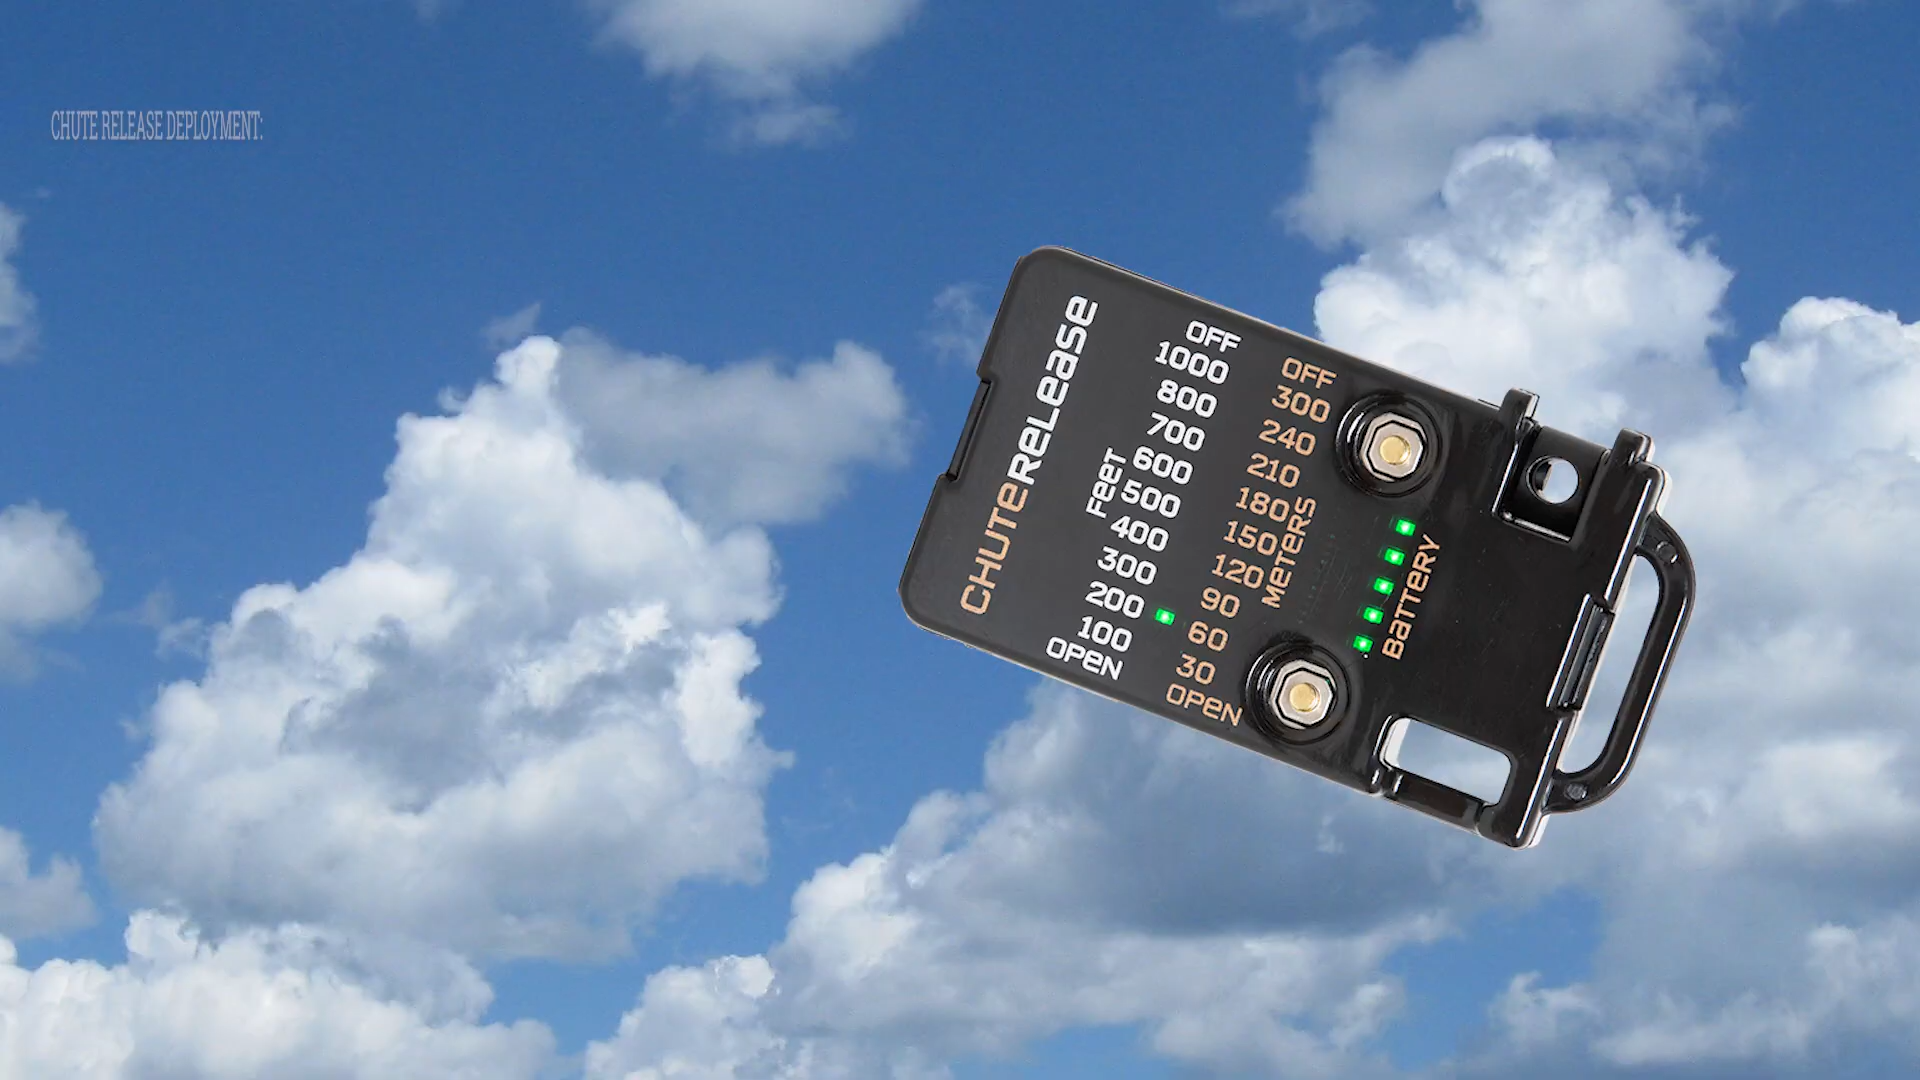 CHUTE RELEASE DEPLOYMENT:
CHUTERELEASE
FEET
OFF
1000
800
700
600
500
400
300
200
100
OPEN
OFF
300
240
210
180
150
120
90
60
30
OPEN
METERS
BATTERY